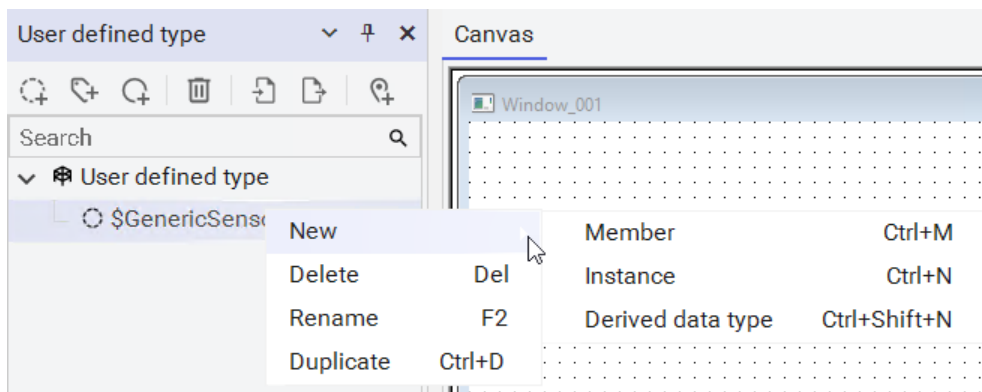 User defined type
Canvas
Window_001
Search
User defined type
$GenericSenso
New
Member Ctrl+M
Delete Del
Instance Ctrl+N
Rename F2
Derived data type Ctrl+Shift+N
Duplicate Ctrl+D